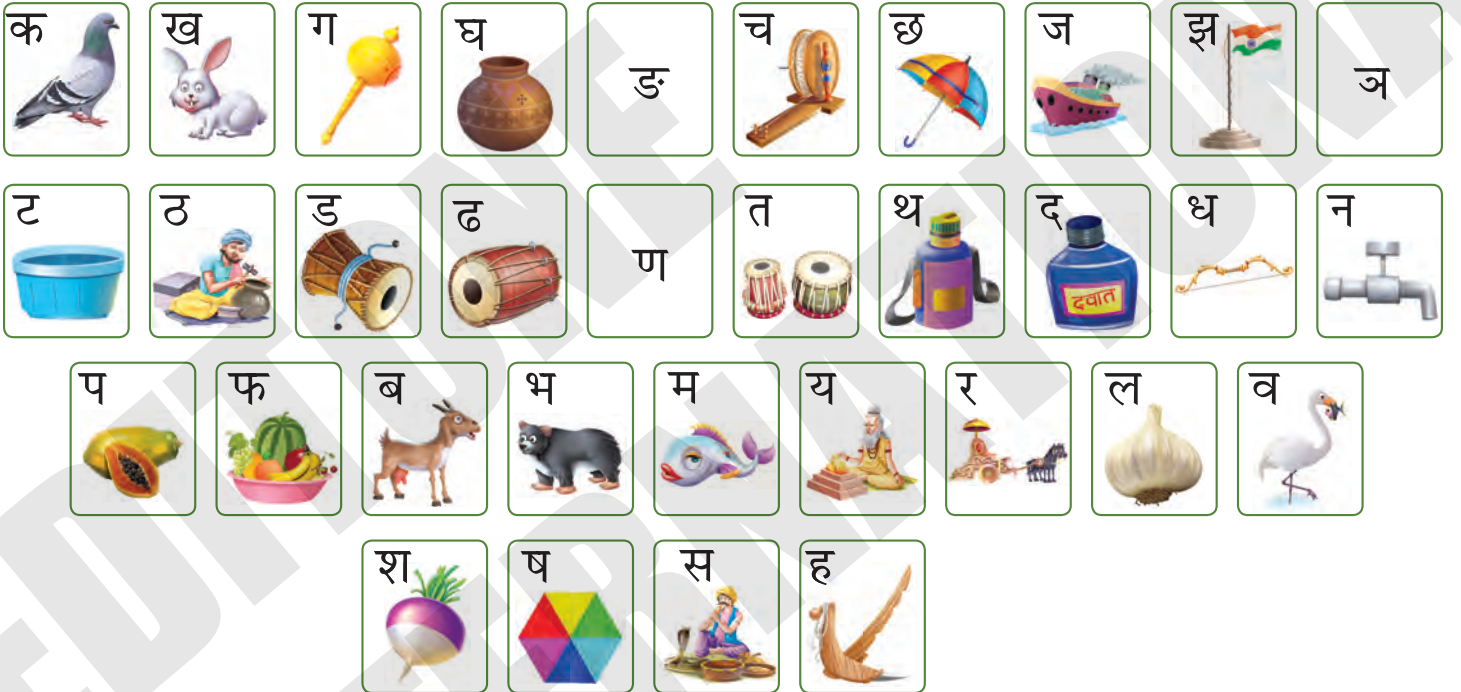 क ख ग घ ङ च छ ज झ ञ
ट ठ ड ढ ण त थ द ध न
दवात
प फ ब भ म य र ल व
श ष स ह